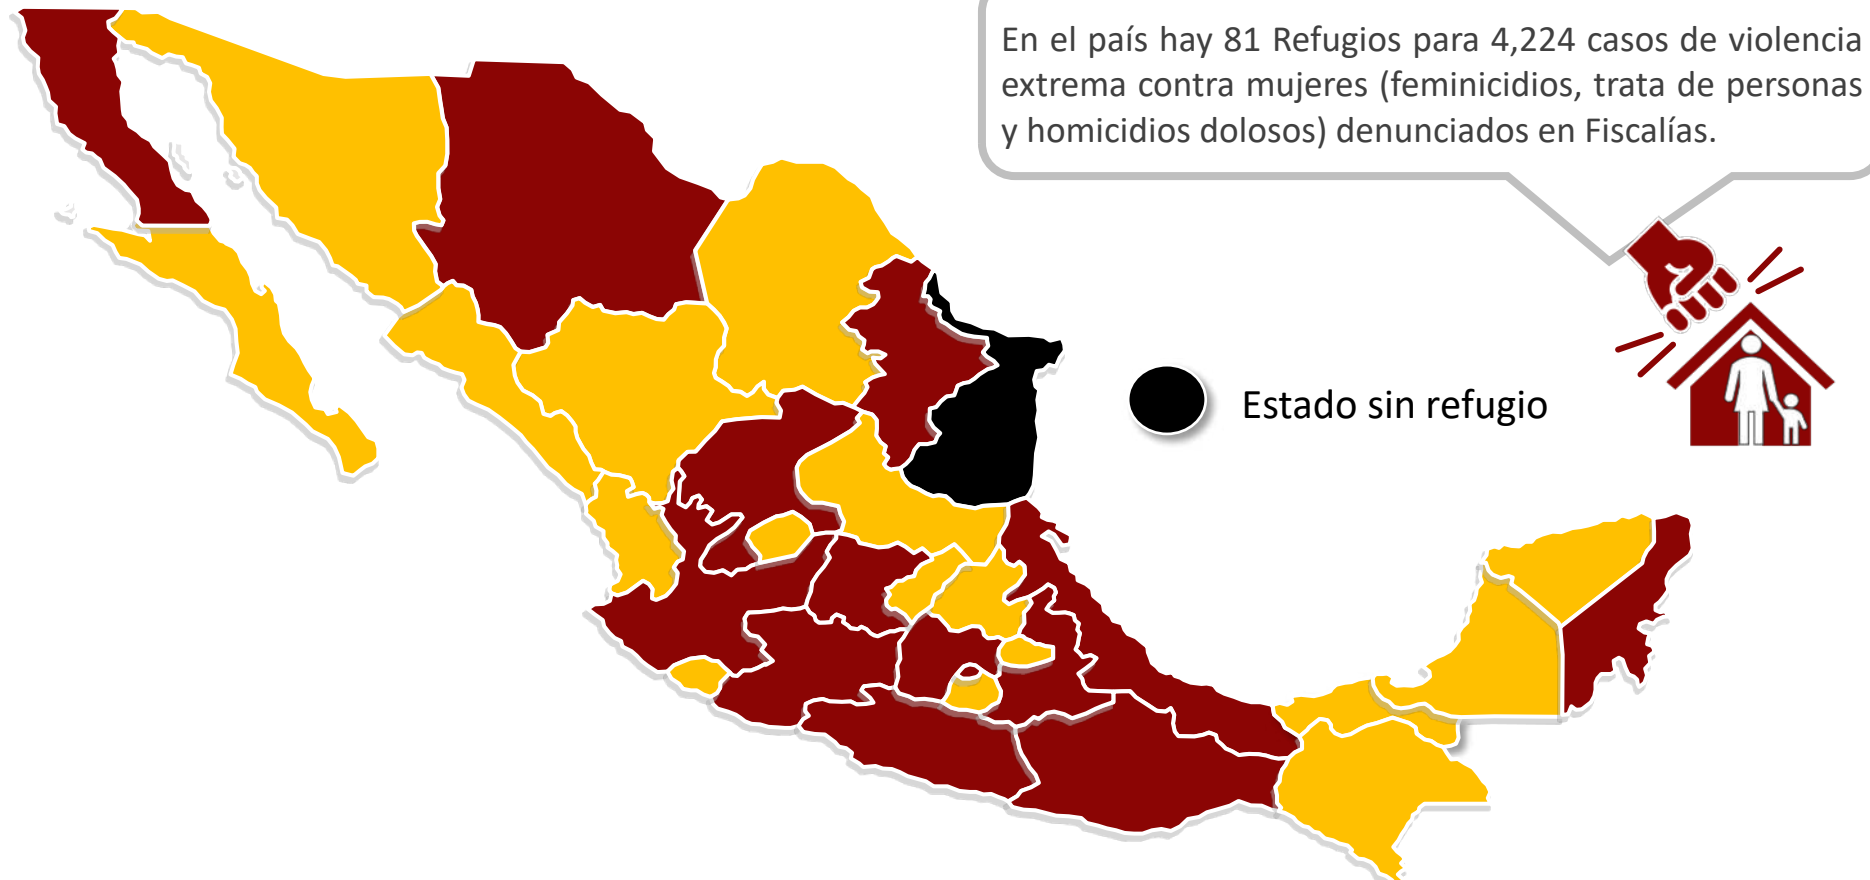 En el país hay 81 Refugios para 4,224 casos de violencia
extrema contra mujeres (feminicidios, trata de personas
y homicidios dolosos) denunciados en Fiscalías.
Estado sin refugio